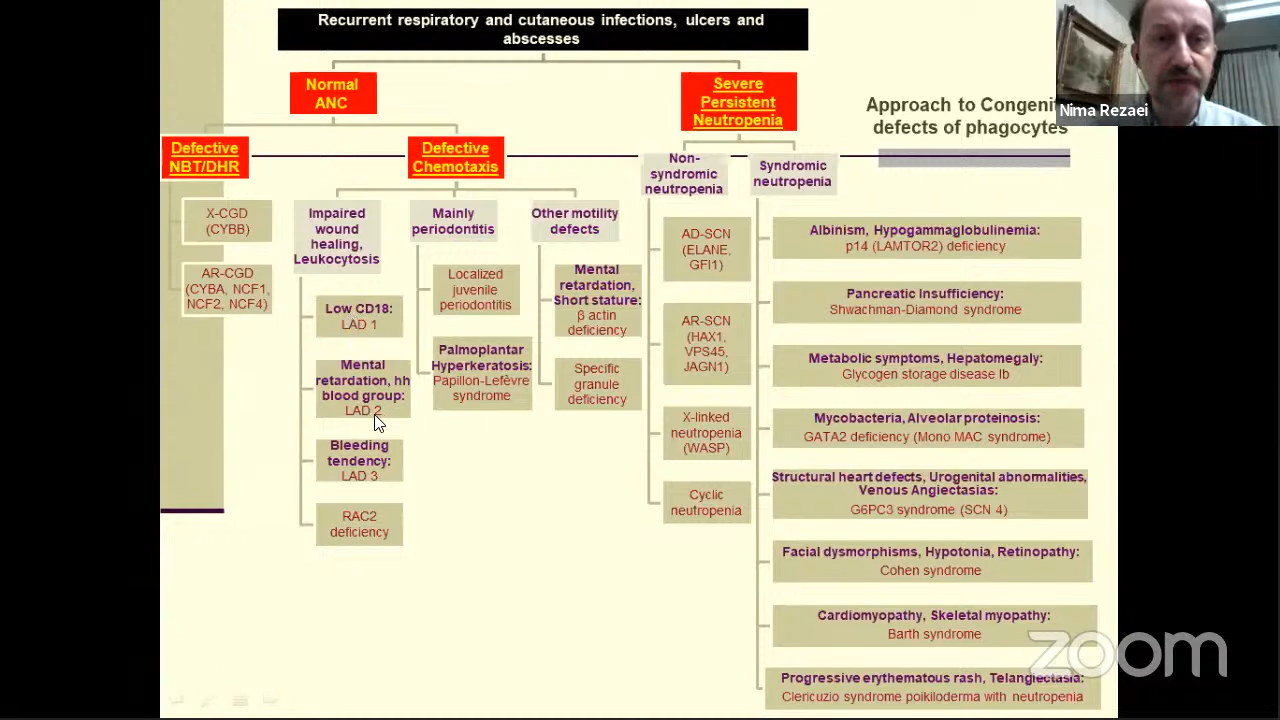 Recurrent respiratory and cutaneous infections, ulcers and
abscesses
Normal
ANC
Severe
Persistent
Neutropenia
Approach to Congeni
defects of phagocytes
Nima Rezaei
Defective
NBT/DHR
Defective
Chemotaxis
Non-
syndromic
neutropenia
Syndromic
neutropenia
X-CGD
(CYBB)
AR-CGD
(CYBA, NCF1,
NCF2, NCF4)
Impaired
wound
healing,
Leukocytosis
Low CD18:
LAD 1
Mental
retardation, hh
blood group:
LAD 2
Bleeding
tendency:
LAD 3
RAC2
deficiency
Mainly
periodontitis
Localized
juvenile
periodontitis
Palmoplantar
Hyperkeratosis:
Papillon-Lefèvre
syndrome
Other motility
defects
Mental
retardation,
Short stature:
β actin
deficiency
Specific
granule
deficiency
AD-SCN
(ELANE,
GFI1)
AR-SCN
(HAX1,
VPS45,
JAGN1)
X-linked
neutropenia
(WASP)
Cyclic
neutropenia
Albinism, Hypogammaglobulinemia:
p14 (LAMTOR2) deficiency
Pancreatic Insufficiency:
Shwachman-Diamond syndrome
Metabolic symptoms, Hepatomegaly:
Glycogen storage disease Ib
Mycobacteria, Alveolar proteinosis:
GATA2 deficiency (Mono MAC syndrome)
Structural heart defects, Urogenital abnormalities,
Venous Angiectasias:
G6PC3 syndrome (SCN 4)
Facial dysmorphisms, Hypotonia, Retinopathy:
Cohen syndrome
Cardiomyopathy, Skeletal myopathy:
Barth syndrome
Progressive erythematous rash, Telangiectasia:
Clericuzio syndrome poikiloderma with neutropenia
zoom